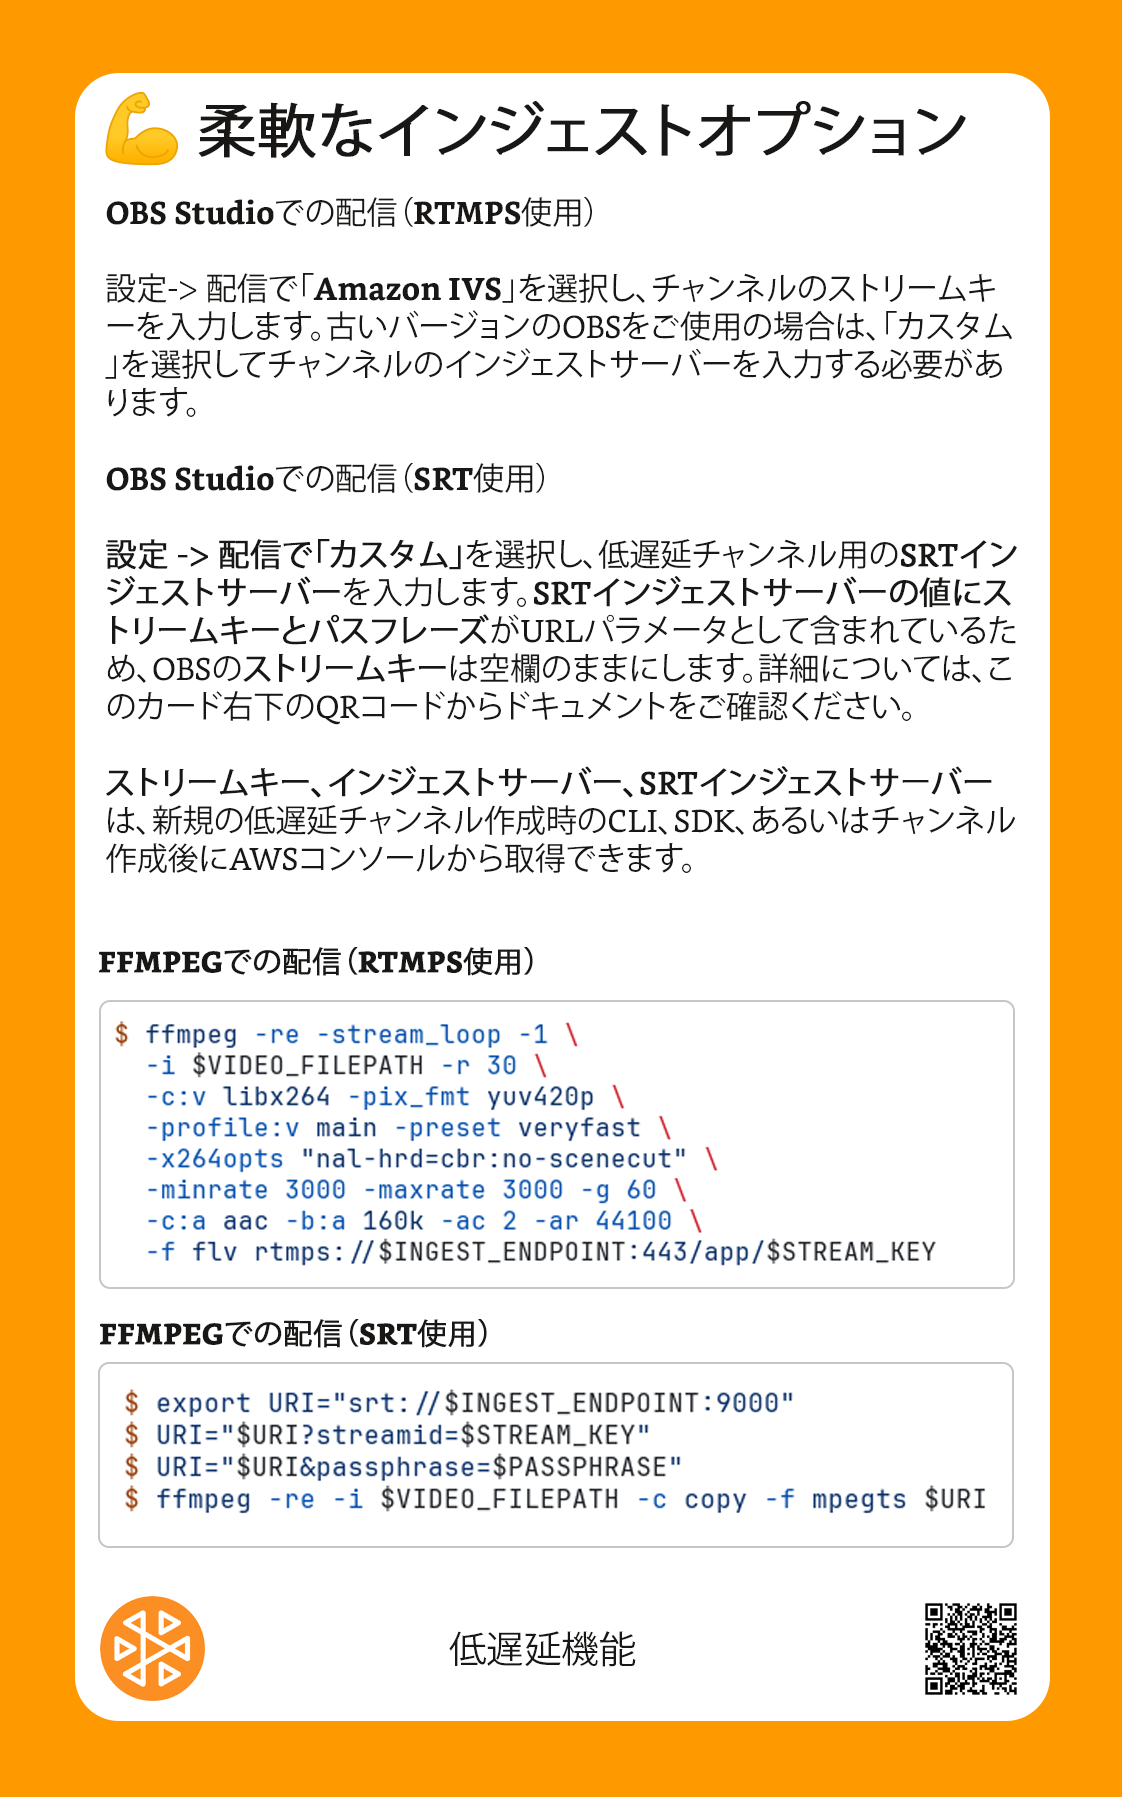 💪 柔軟なインジェストオプション
OBS Studioでの配信（RTMPS使用）
設定-> 配信で「Amazon IVS」を選択し、チャンネルのストリームキ
ーを入力します。古いバージョンのOBSをご使用の場合は、「カスタム
」を選択してチャンネルのインジェストサーバーを入力する必要があ
ります。
OBS Studioでの配信（SRT使用）
設定 -> 配信で「カスタム」を選択し、低遅延チャンネル用のSRTイン
ジェストサーバーを入力します。SRTインジェストサーバーの値にス
トリームキーとパスフレーズがURLパラメータとして含まれているた
め、OBSのストリームキーは空欄のままにします。詳細については、こ
のカード右下のQRコードからドキュメントをご確認ください。
ストリームキー、インジェストサーバー、SRTインジェストサーバー
は、新規の低遅延チャンネル作成時のCLI、SDK、あるいはチャンネル
作成後にAWSコンソールから取得できます。
FFMPEGでの配信（RTMPS使用）
$ ffmpeg -re -stream_loop -1 \
-i $VIDEO_FILEPATH -r 30 \
-c:v libx264 -pix_fmt yuv420p \
-profile:v main -preset veryfast \
-x264opts "nal-hrd=cbr:no-scenecut" \
-minrate 3000 -maxrate 3000 -g 60 \
-c:a aac -b:a 160k -ac 2 -ar 44100 \
-f flv rtmps://$INGEST_ENDPOINT:443/app/$STREAM_KEY
FFMPEGでの配信（SRT使用）
$ export URI="srt://$INGEST_ENDPOINT:9000"
$ URI="$URI?streamid=$STREAM_KEY"
$ URI="$URI&passphrase=$PASSPHRASE"
$ ffmpeg -re -i $VIDEO_FILEPATH -c copy -f mpegts $URI
低遅延機能